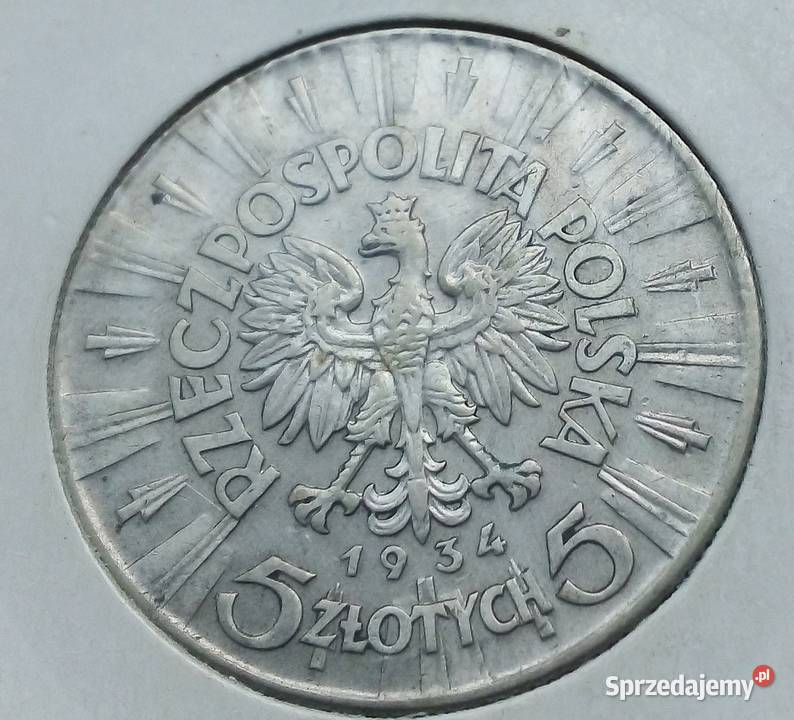 RZECZPOSPOLITA POLSKA
1934
5 ZŁOTYCH 5
Sprzedajemy.pl